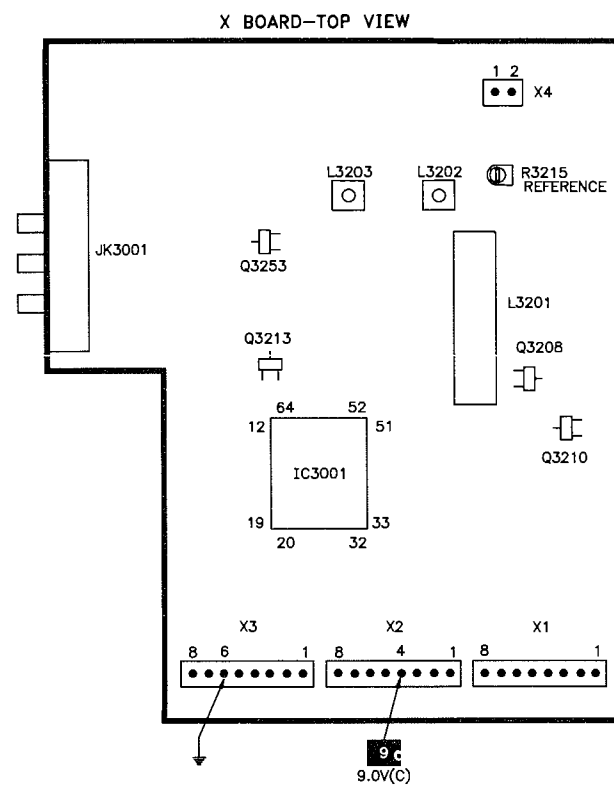 X BOARD-TOP VIEW
1 2
X4
L3203
L3202
R3215
REFERENCE
JK3001
Q3253
L3201
Q3213
Q3208
64 52
12 51
Q3210
IC3001
19 33
20 32
X3 X2 X1
8 6 1 8 4 1 8 1
9
9.0V(C)